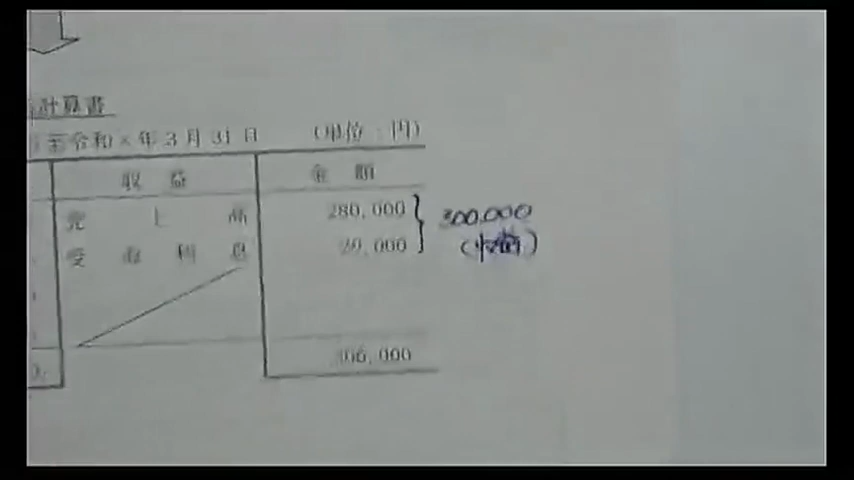 計算書
至令和×年3月31日 (単位:円)
収 益 金 額
売 上 高 280,000
受 取 利 息 20,000
300,000
300,000